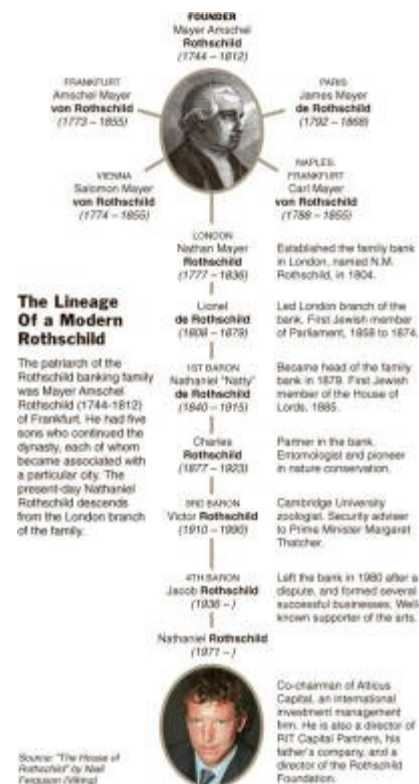 FOUNDER
Mayer Amschel
Rothschild
(1744 – 1812)
FRANKFURT
Amschel Mayer
von Rothschild
(1773 – 1855)
PARIS
James Mayer
de Rothschild
(1792 – 1868)
VIENNA
Salomon Mayer
von Rothschild
(1774 – 1855)
NAPLES,
FRANKFURT
Carl Mayer
von Rothschild
(1788 – 1855)
LONDON
Nathan Mayer
Rothschild
(1777 – 1836)
Established the family bank
in London, named N.M.
Rothschild, in 1804.
The Lineage
Of a Modern
Rothschild
The patriarch of the
Rothschild banking family
was Mayer Amschel
Rothschild (1744-1812)
of Frankfurt. He had five
sons who continued the
dynasty, each of whom
became associated with
a particular city. The
present-day Nathaniel
Rothschild descends
from the London branch
of the family.
Lionel
de Rothschild
(1808 – 1879)
Led London branch of the
bank. First Jewish member
of Parliament, 1858 to 1874.
1ST BARON
Nathaniel "Natty"
de Rothschild
(1840 – 1915)
Became head of the family
bank in 1879. First Jewish
member of the House of
Lords, 1885.
Charles
Rothschild
(1877 – 1923)
Partner in the bank.
Entomologist and pioneer
in nature conservation.
3RD BARON
Victor Rothschild
(1910 – 1990)
Cambridge University
zoologist. Security adviser
to Prime Minister Margaret
Thatcher.
4TH BARON
Jacob Rothschild
(1936 – )
Left the bank in 1980 after a
dispute, and formed several
successful businesses. Well-
known supporter of the arts.
Nathaniel Rothschild
(1971 – )
Co-chairman of Atticus
Capital, an international
investment management
firm. He is also a director of
RIT Capital Partners, his
father's company, and a
director of the Rothschild
Foundation.
Source: "The House of
Rothschild" by Niall
Ferguson (Viking)